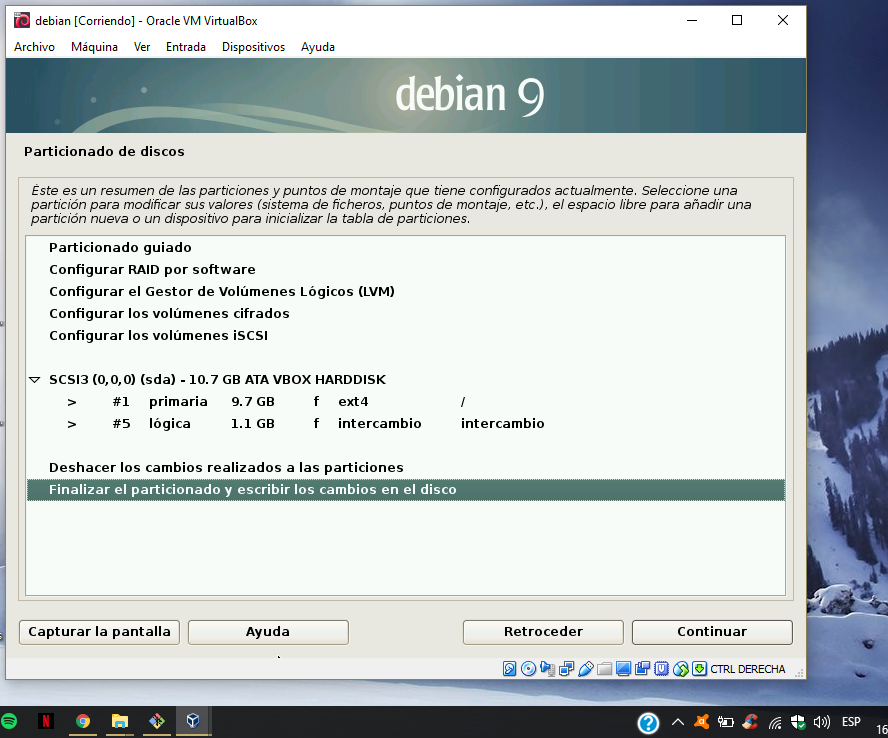 debian [Corriendo] - Oracle VM VirtualBox
Archivo Máquina Ver Entrada Dispositivos Ayuda
debian 9
Particionado de discos
Éste es un resumen de las particiones y puntos de montaje que tiene configurados actualmente. Seleccione una
partición para modificar sus valores (sistema de ficheros, puntos de montaje, etc.), el espacio libre para añadir una
partición nueva o un dispositivo para inicializar la tabla de particiones.
Particionado guiado
Configurar RAID por software
Configurar el Gestor de Volúmenes Lógicos (LVM)
Configurar los volúmenes cifrados
Configurar los volúmenes iSCSI
SCSI3 (0,0,0) (sda) - 10.7 GB ATA VBOX HARDDISK
> #1 primaria 9.7 GB f ext4 /
> #5 lógica 1.1 GB f intercambio intercambio
Deshacer los cambios realizados a las particiones
Finalizar el particionado y escribir los cambios en el disco
Capturar la pantalla Ayuda Retroceder Continuar
CTRL DERECHA
N ? ESP 16